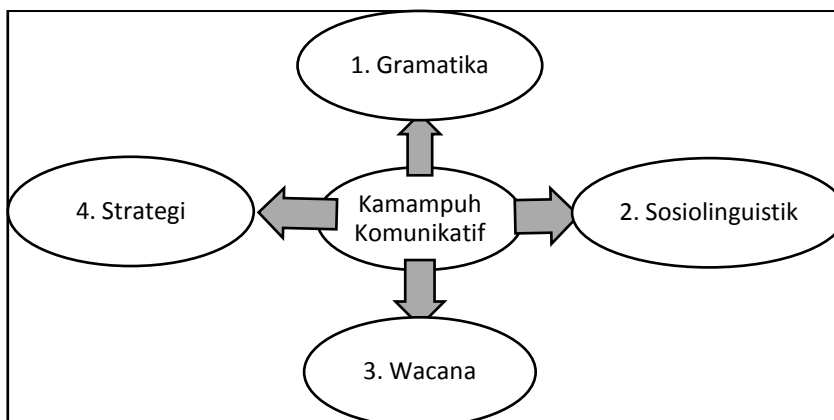 1. Gramatika
4. Strategi
Kamampuh
Komunikatif
2. Sosiolinguistik
3. Wacana